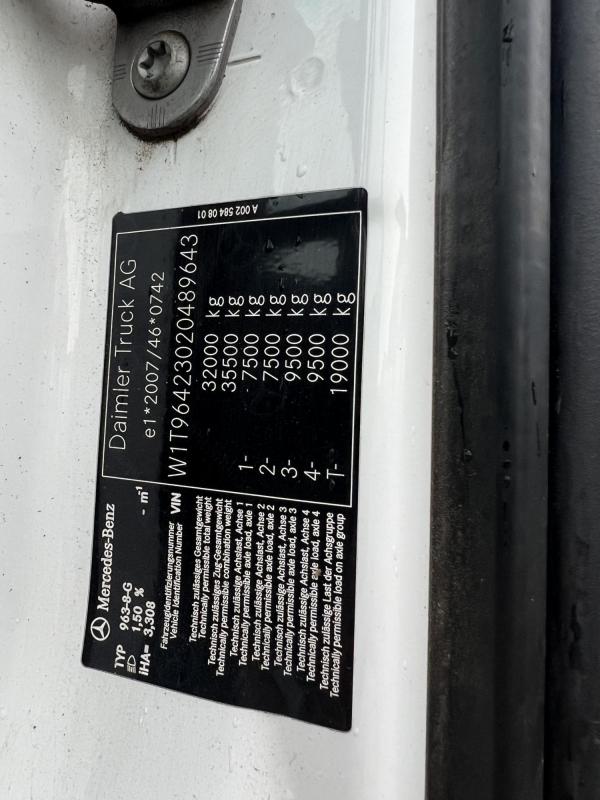 Mercedes-Benz
Daimler Truck AG
TYP 963-8-G
e1*2007/46*0742
1,50 %
iHA= 3,308 - m⁻¹
Fahrzeugidentifizierungsnummer
Vehicle Identification Number VIN W1T96423020489643
Technisch zulässiges Gesamtgewicht
Technically permissible total weight 32000 kg
Technisch zulässiges Zug-Gesamtgewicht
Technically permissible combination weight 35500 kg
Technisch zulässige Achslast, Achse 1
Technically permissible axle load, axle 1 1- 7500 kg
Technisch zulässige Achslast, Achse 2
Technically permissible axle load, axle 2 2- 7500 kg
Technisch zulässige Achslast, Achse 3
Technically permissible axle load, axle 3 3- 9500 kg
Technisch zulässige Achslast, Achse 4
Technically permissible axle load, axle 4 4- 9500 kg
Technisch zulässige Last der Achsgruppe
Technically permissible load on axle group T- 19000 kg
A 002 584 08 01